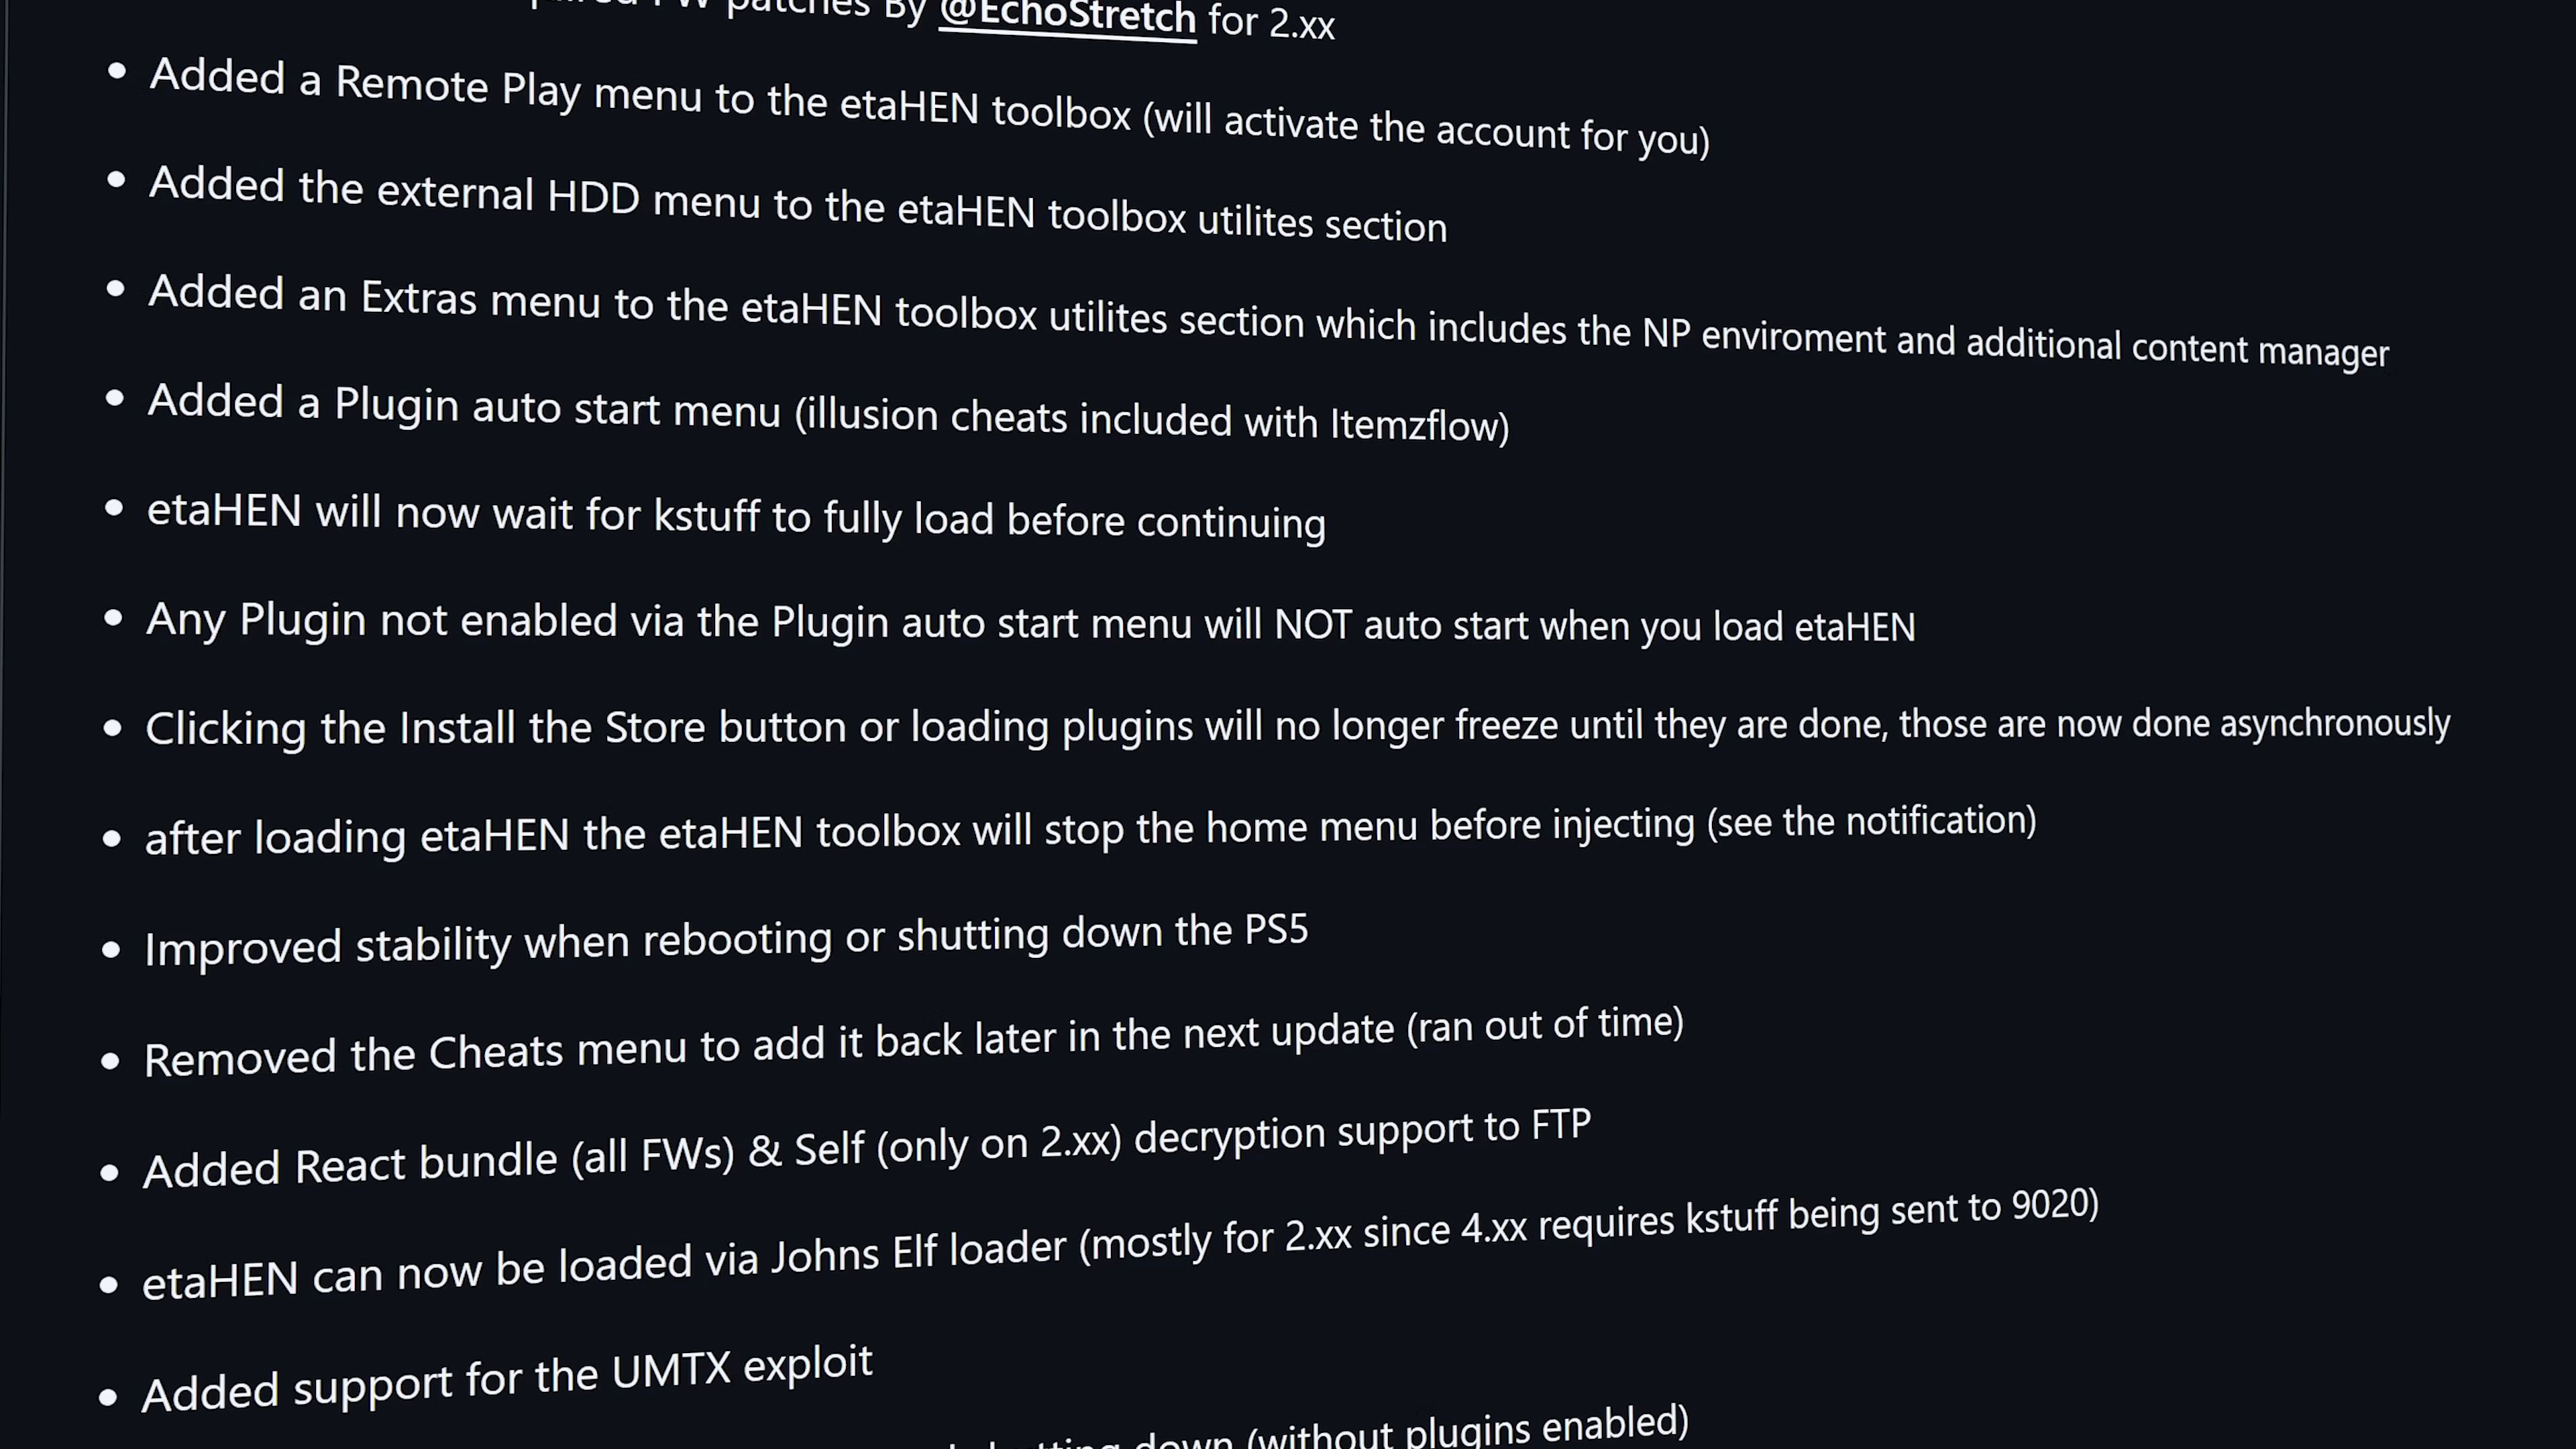 patches By @EchoStretch for 2.xx
Added a Remote Play menu to the etaHEN toolbox (will activate the account for you)
Added the external HDD menu to the etaHEN toolbox utilites section
Added an Extras menu to the etaHEN toolbox utilites section which includes the NP enviroment and additional content manager
Added a Plugin auto start menu (illusion cheats included with Itemzflow)
etaHEN will now wait for kstuff to fully load before continuing
Any Plugin not enabled via the Plugin auto start menu will NOT auto start when you load etaHEN
Clicking the Install the Store button or loading plugins will no longer freeze until they are done, those are now done asynchronously
after loading etaHEN the etaHEN toolbox will stop the home menu before injecting (see the notification)
Improved stability when rebooting or shutting down the PS5
Removed the Cheats menu to add it back later in the next update (ran out of time)
Added React bundle (all FWs) & Self (only on 2.xx) decryption support to FTP
etaHEN can now be loaded via Johns Elf loader (mostly for 2.xx since 4.xx requires kstuff being sent to 9020)
Added support for the UMTX exploit
down (without plugins enabled)